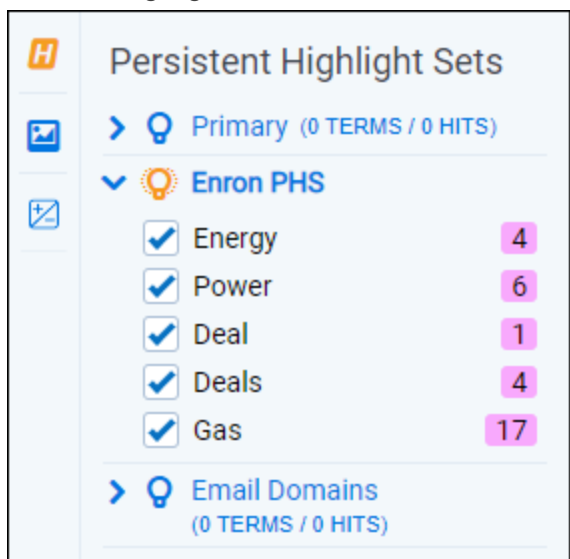 H
Persistent Highlight Sets
Primary (0 TERMS / 0 HITS)
Enron PHS
Energy 4
Power 6
Deal 1
Deals 4
Gas 17
Email Domains
(0 TERMS / 0 HITS)